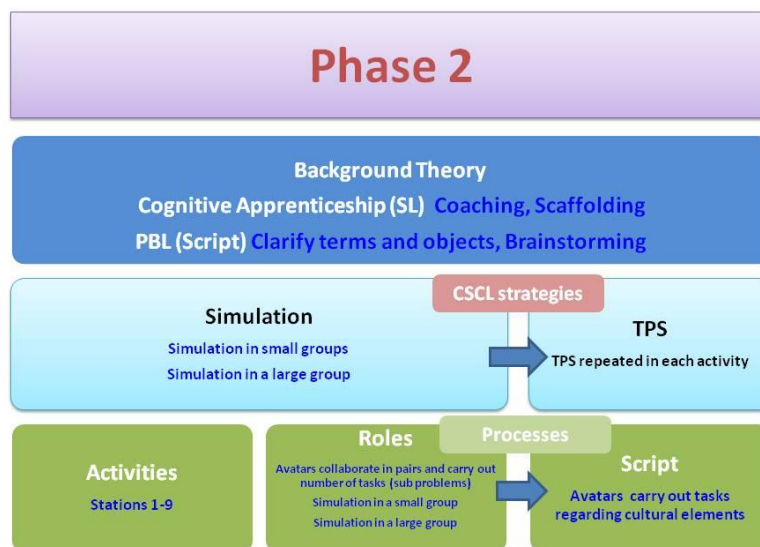 Phase 2
Background Theory
Cognitive Apprenticeship (SL) Coaching, Scaffolding
PBL (Script) Clarify terms and objects, Brainstorming
CSCL strategies
Simulation
Simulation in small groups
Simulation in a large group
TPS
TPS repeated in each activity
Processes
Activities
Stations 1-9
Roles
Avatars collaborate in pairs and carry out
number of tasks (sub problems)
Simulation in a small group
Simulation in a large group
Script
Avatars carry out tasks
regarding cultural elements